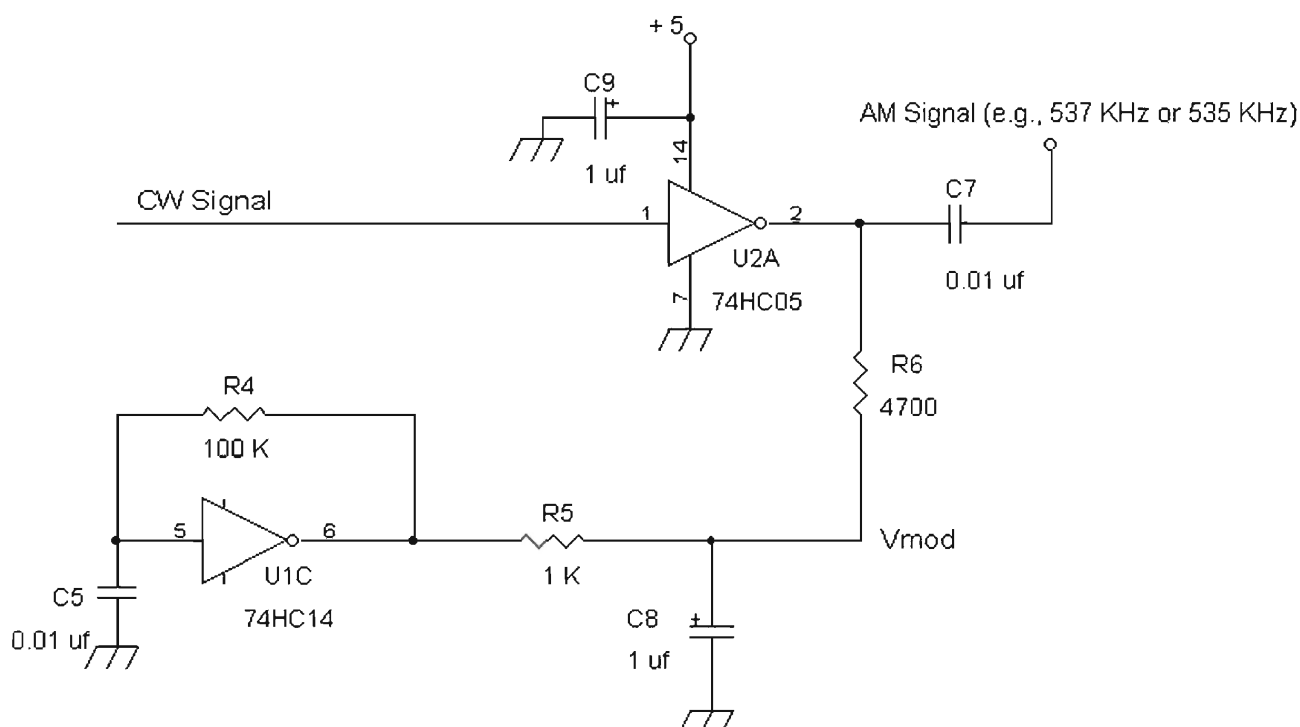 + 5
C9
+
1 uf
14
AM Signal (e.g., 537 KHz or 535 KHz)
CW Signal
1
2
C7
U2A
0.01 uf
7
74HC05
R6
4700
R4
100 K
5
6
R5
1 K
Vmod
U1C
C5
74HC14
0.01 uf
C8
+
1 uf